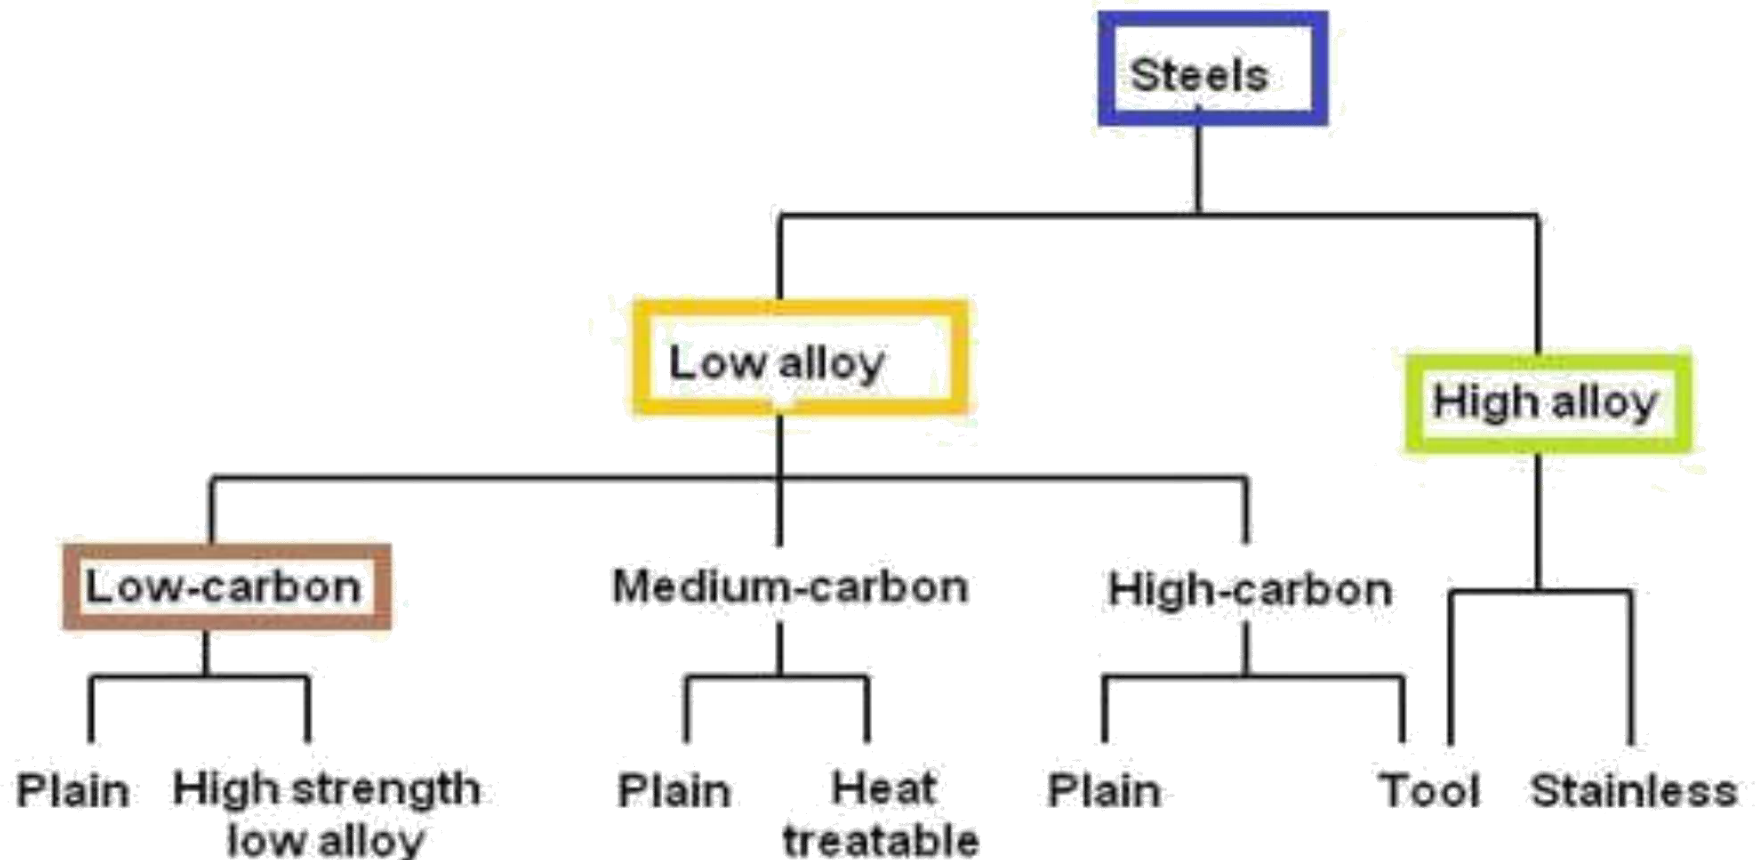 Steels
Low alloy
High alloy
Low-carbon
Medium-carbon
High-carbon
Plain
High strength
low alloy
Plain
Heat
treatable
Plain
Tool
Stainless